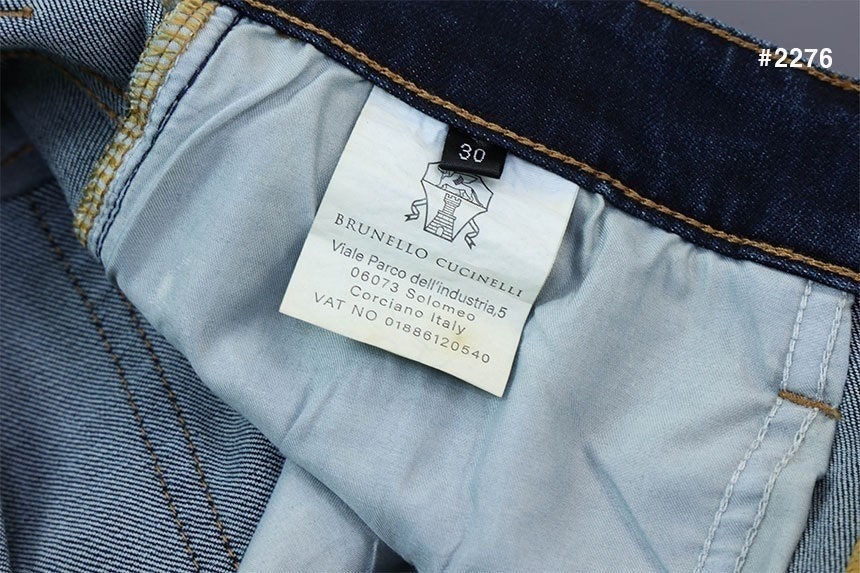 #2276
30
BRUNELLO CUCINELLI
Viale Parco dell'industria,5
06073 Solomeo
Corciano Italy
VAT NO 01886120540